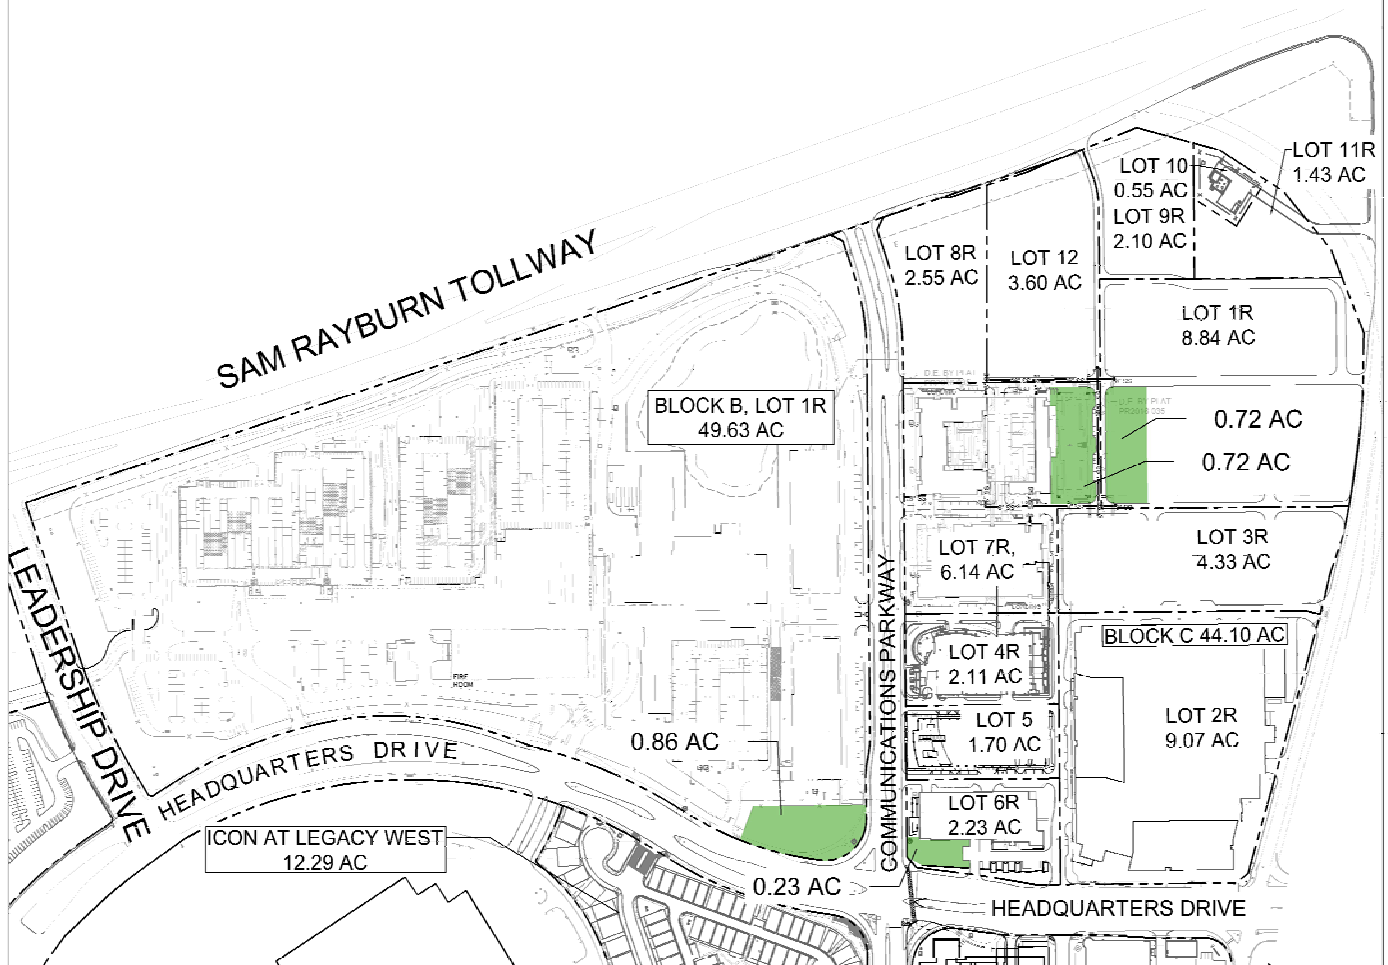 LOT 11R
1.43 AC
LOT 10
0.55 AC
LOT 9R
2.10 AC
SAM RAYBURN TOLLWAY
LOT 8R
2.55 AC
LOT 12
3.60 AC
LOT 1R
8.84 AC
D.E. BY PLAT
BLOCK B, LOT 1R
49.63 AC
0.72 AC
0.72 AC
LOT 7R,
6.14 AC
LOT 3R
4.33 AC
LEADERSHIP DRIVE
COMMUNICATIONS PARKWAY
BLOCK C 44.10 AC
LOT 4R
2.11 AC
FIRE
ROOM
LOT 5
1.70 AC
LOT 2R
9.07 AC
0.86 AC
HEADQUARTERS DRIVE
LOT 6R
2.23 AC
ICON AT LEGACY WEST
12.29 AC
0.23 AC
HEADQUARTERS DRIVE